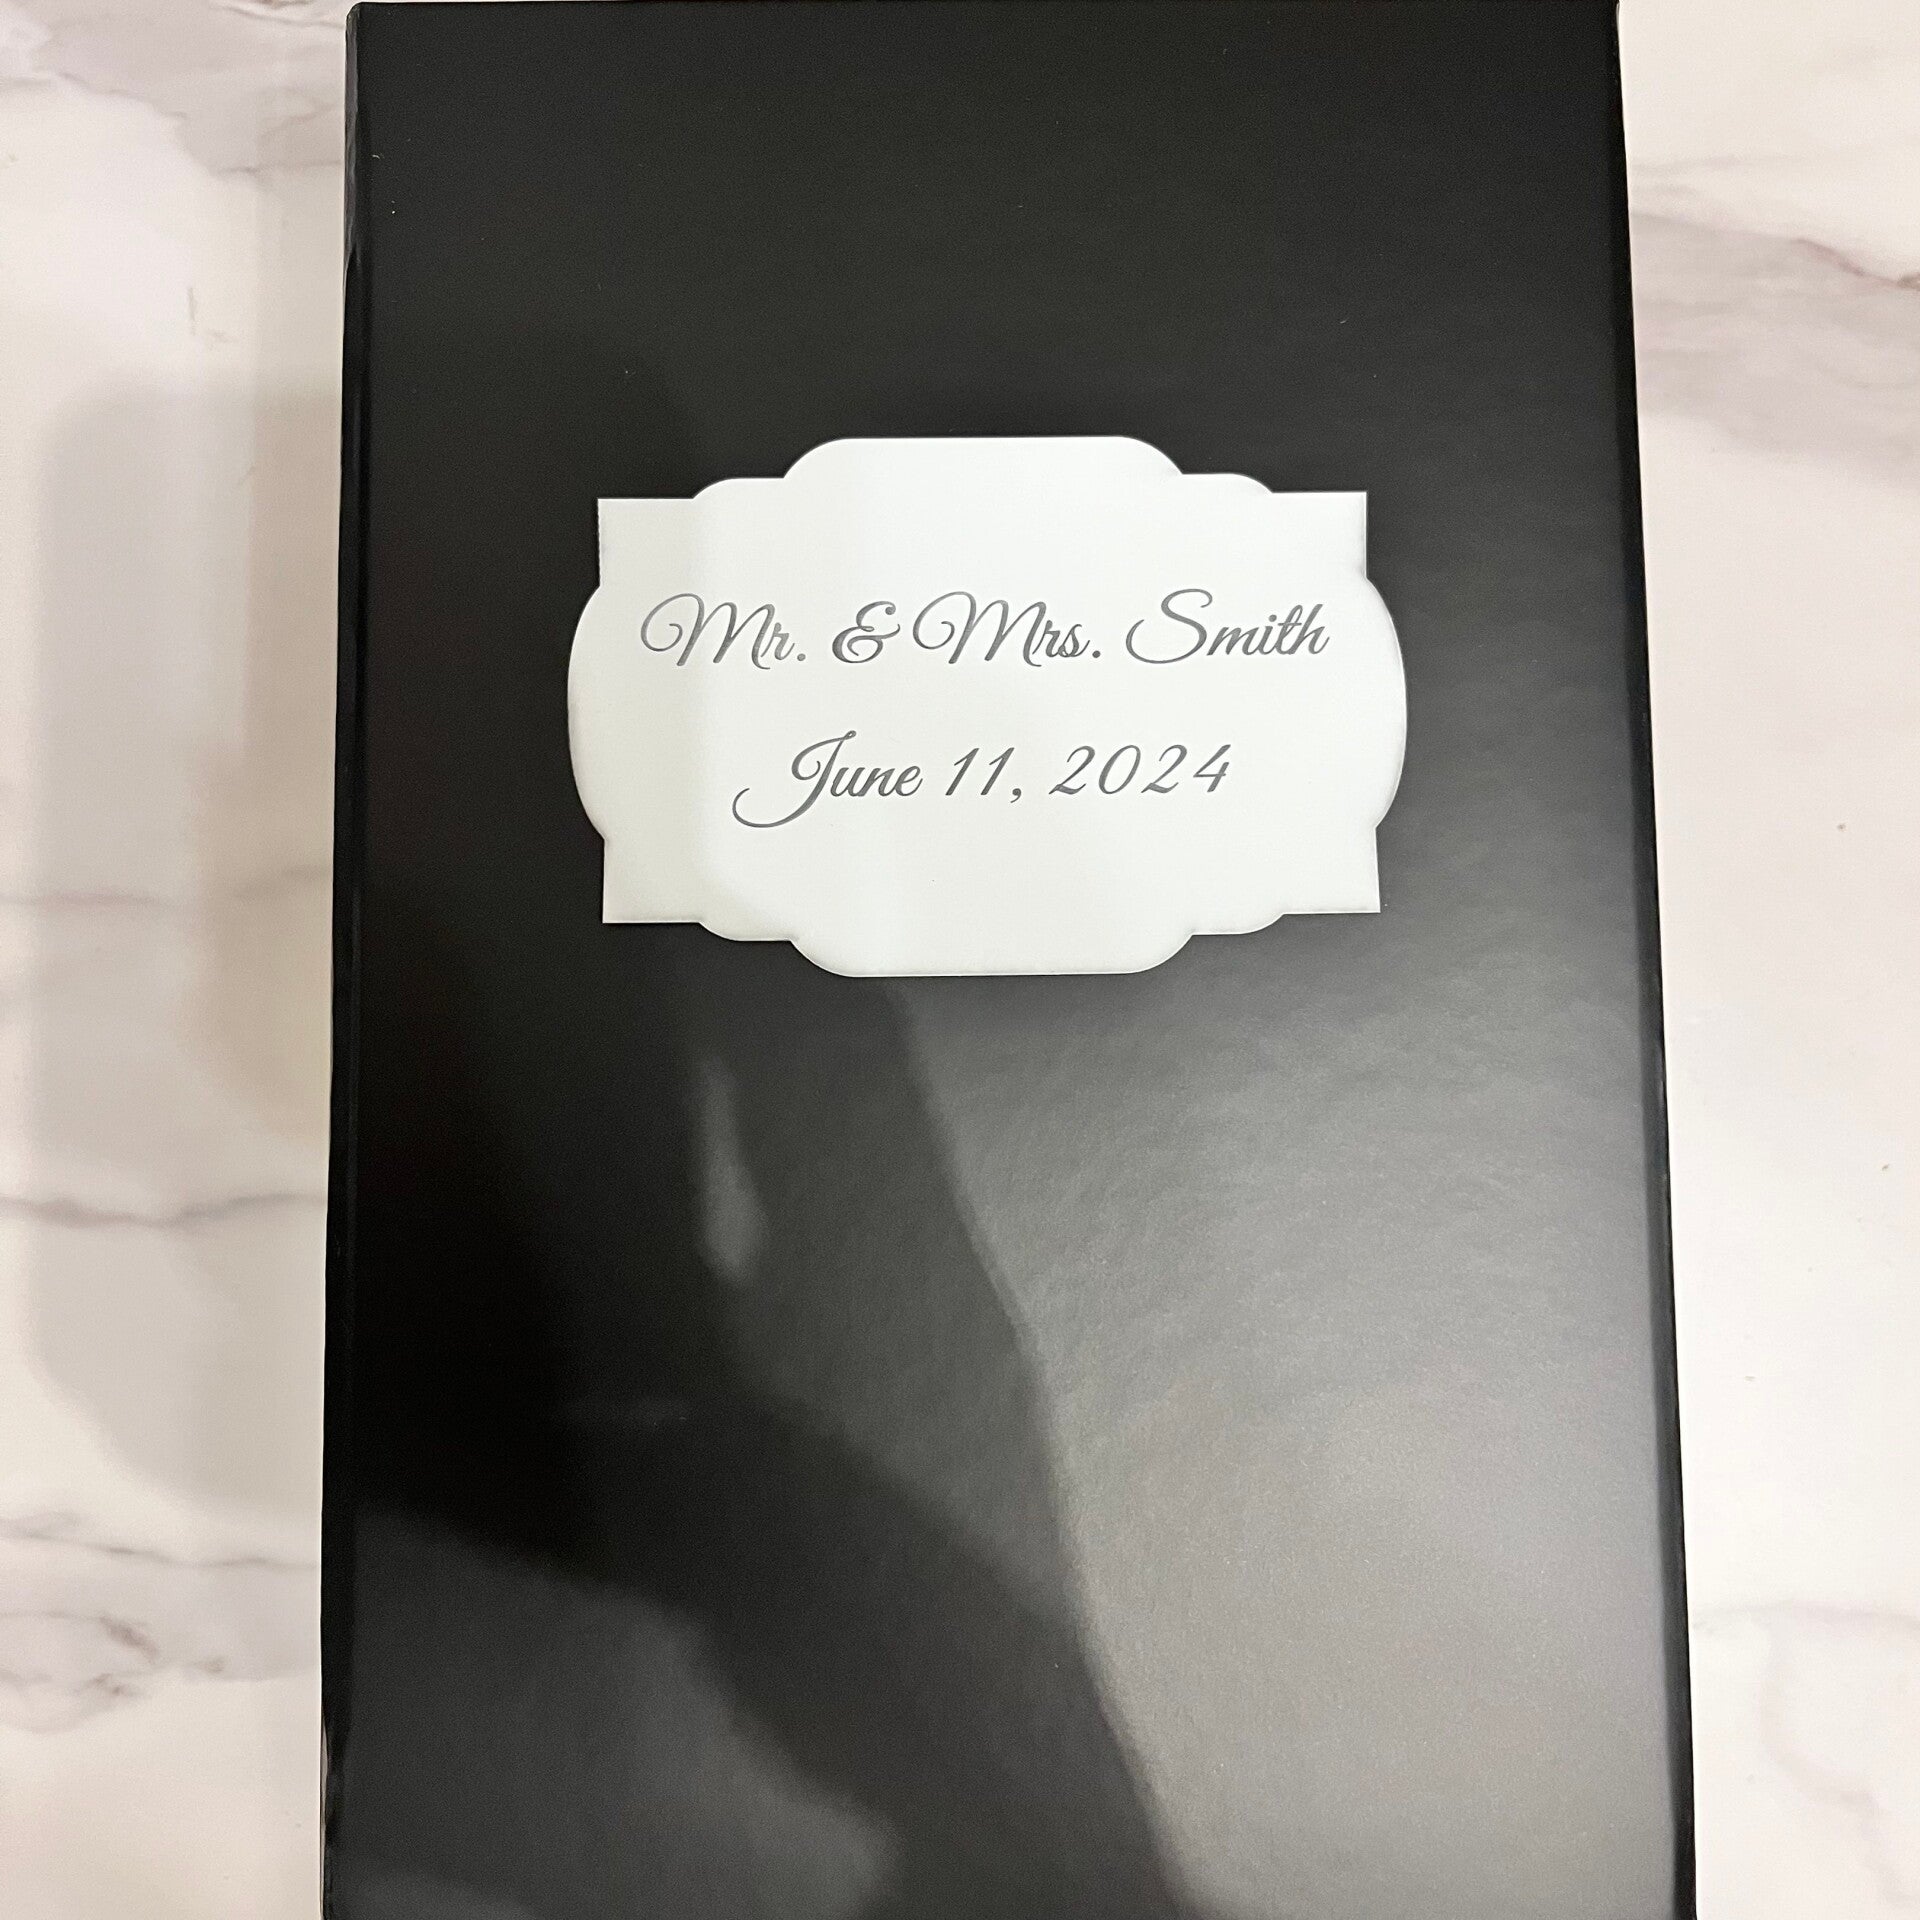 Mr. & Mrs. Smith
June 11, 2024